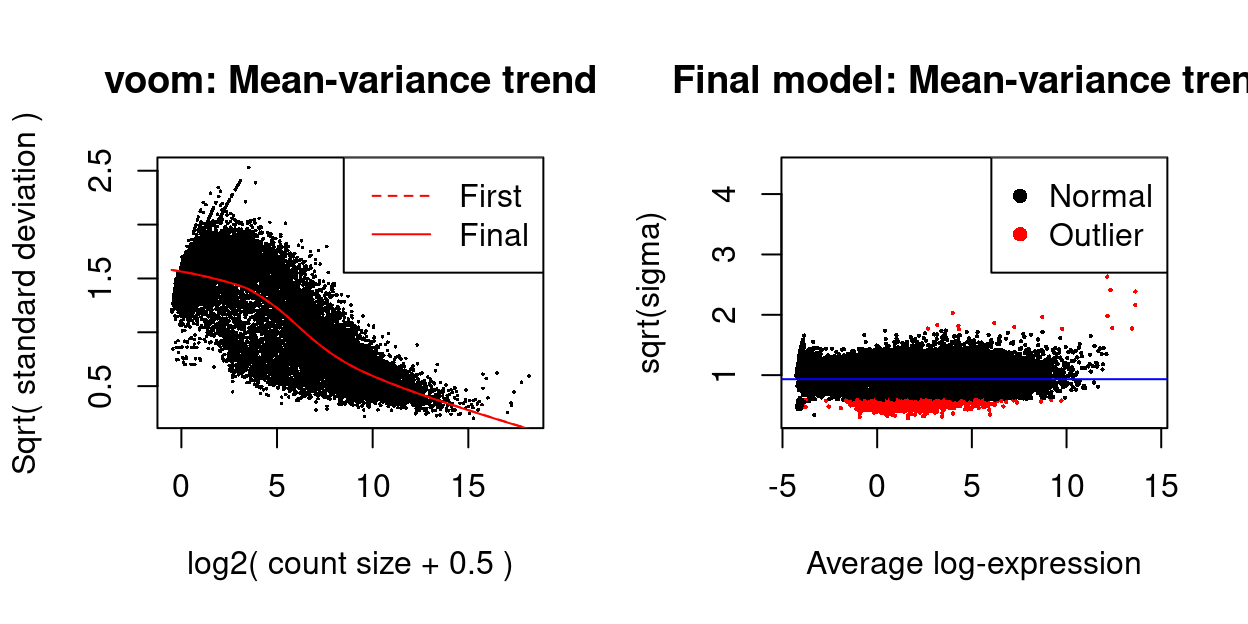 voom: Mean-variance trend
Sqrt( standard deviation )
2.5
1.5
0.5
First
Final
0 5 10 15
log2( count size + 0.5 )
Final model: Mean-variance tren
sqrt(sigma)
4
3
2
1
Normal
Outlier
-5 0 5 10 15
Average log-expression